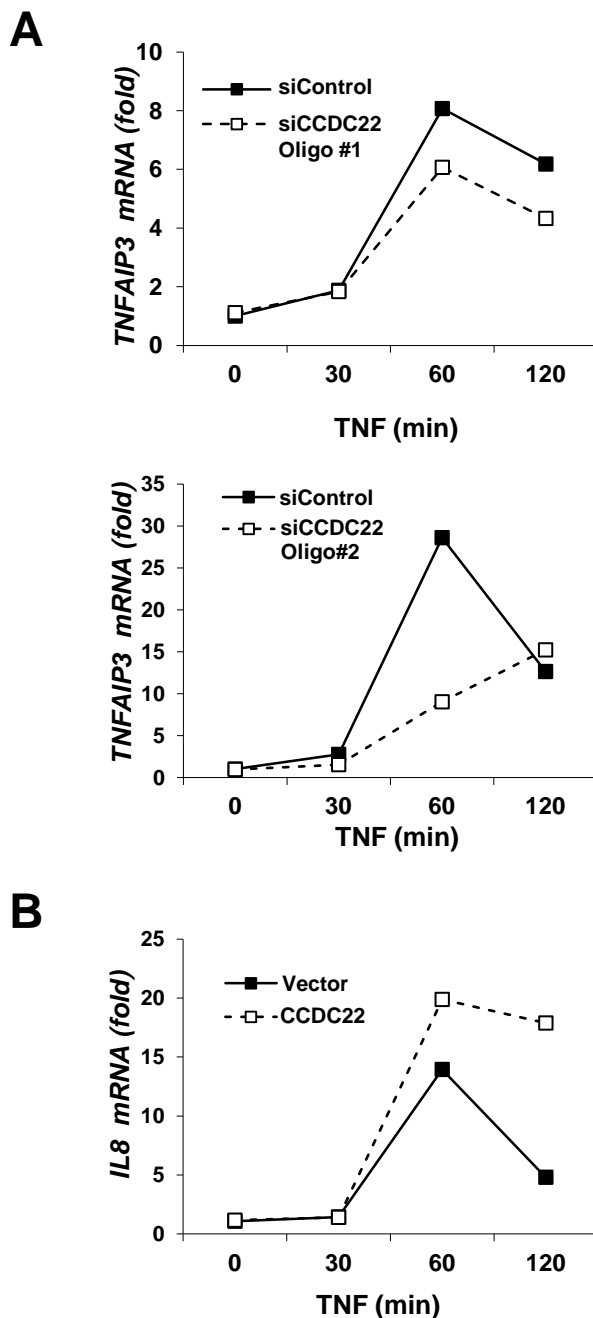 A
TNFAIP3 mRNA (fold)
10
8
6
4
2
0
siControl
siCCDC22
Oligo #1
0 30 60 120
TNF (min)
TNFAIP3 mRNA (fold)
35
30
25
20
15
10
5
0
siControl
siCCDC22
Oligo#2
0 30 60 120
TNF (min)
B
IL8 mRNA (fold)
25
20
15
10
5
0
Vector
CCDC22
0 30 60 120
TNF (min)